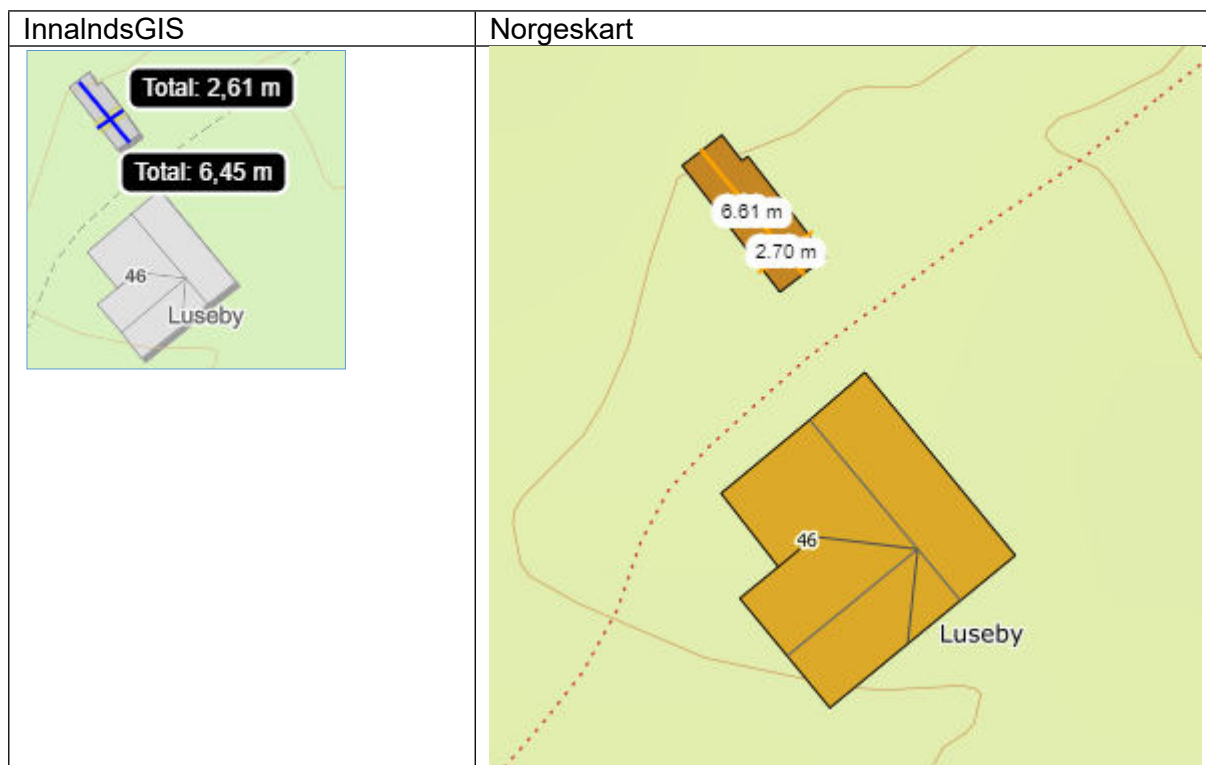 InnalndsGIS
Norgeskart
Total: 2,61 m
Total: 6,45 m
46
Luseby
6.61 m
2.70 m
46
Luseby